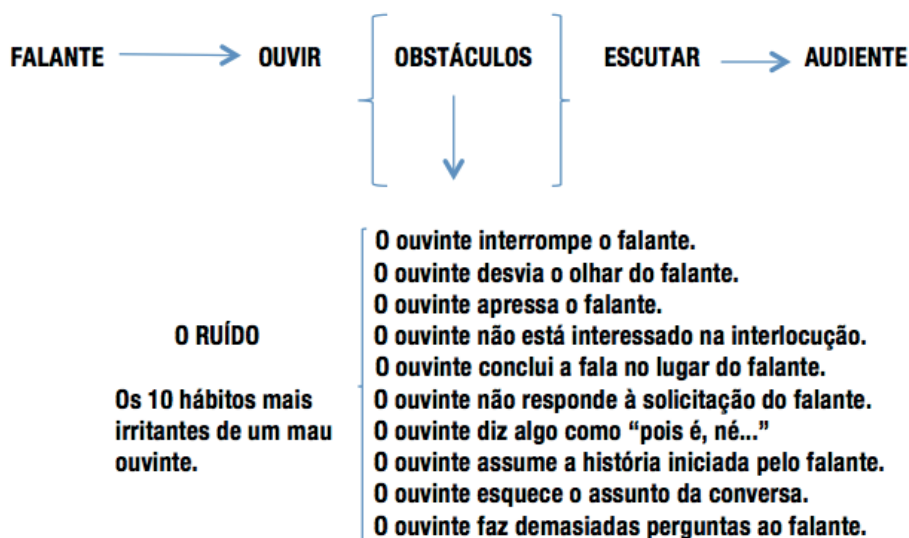 FALANTE OUVIR OBSTÁCULOS ESCUTAR AUDIENTE
O RUÍDO
Os 10 hábitos mais
irritantes de um mau
ouvinte.
O ouvinte interrompe o falante.
O ouvinte desvia o olhar do falante.
O ouvinte apressa o falante.
O ouvinte não está interessado na interlocução.
O ouvinte conclui a fala no lugar do falante.
O ouvinte não responde à solicitação do falante.
O ouvinte diz algo como “pois é, né...”
O ouvinte assume a história iniciada pelo falante.
O ouvinte esquece o assunto da conversa.
O ouvinte faz demasiadas perguntas ao falante.